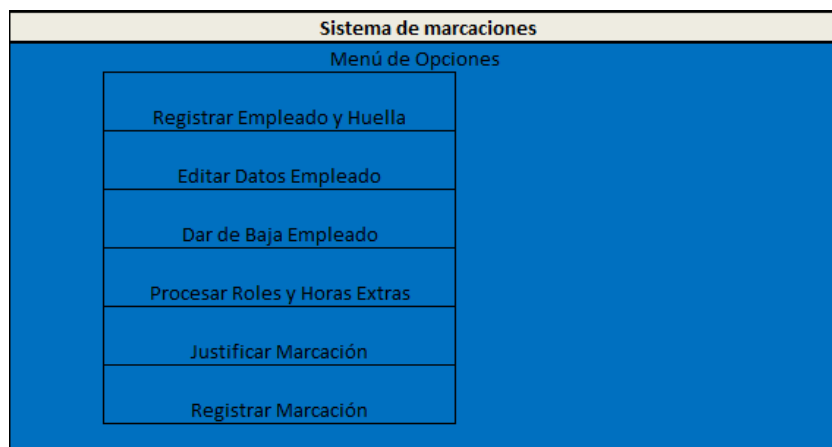 Sistema de marcaciones
Menú de Opciones
Registrar Empleado y Huella
Editar Datos Empleado
Dar de Baja Empleado
Procesar Roles y Horas Extras
Justificar Marcación
Registrar Marcación